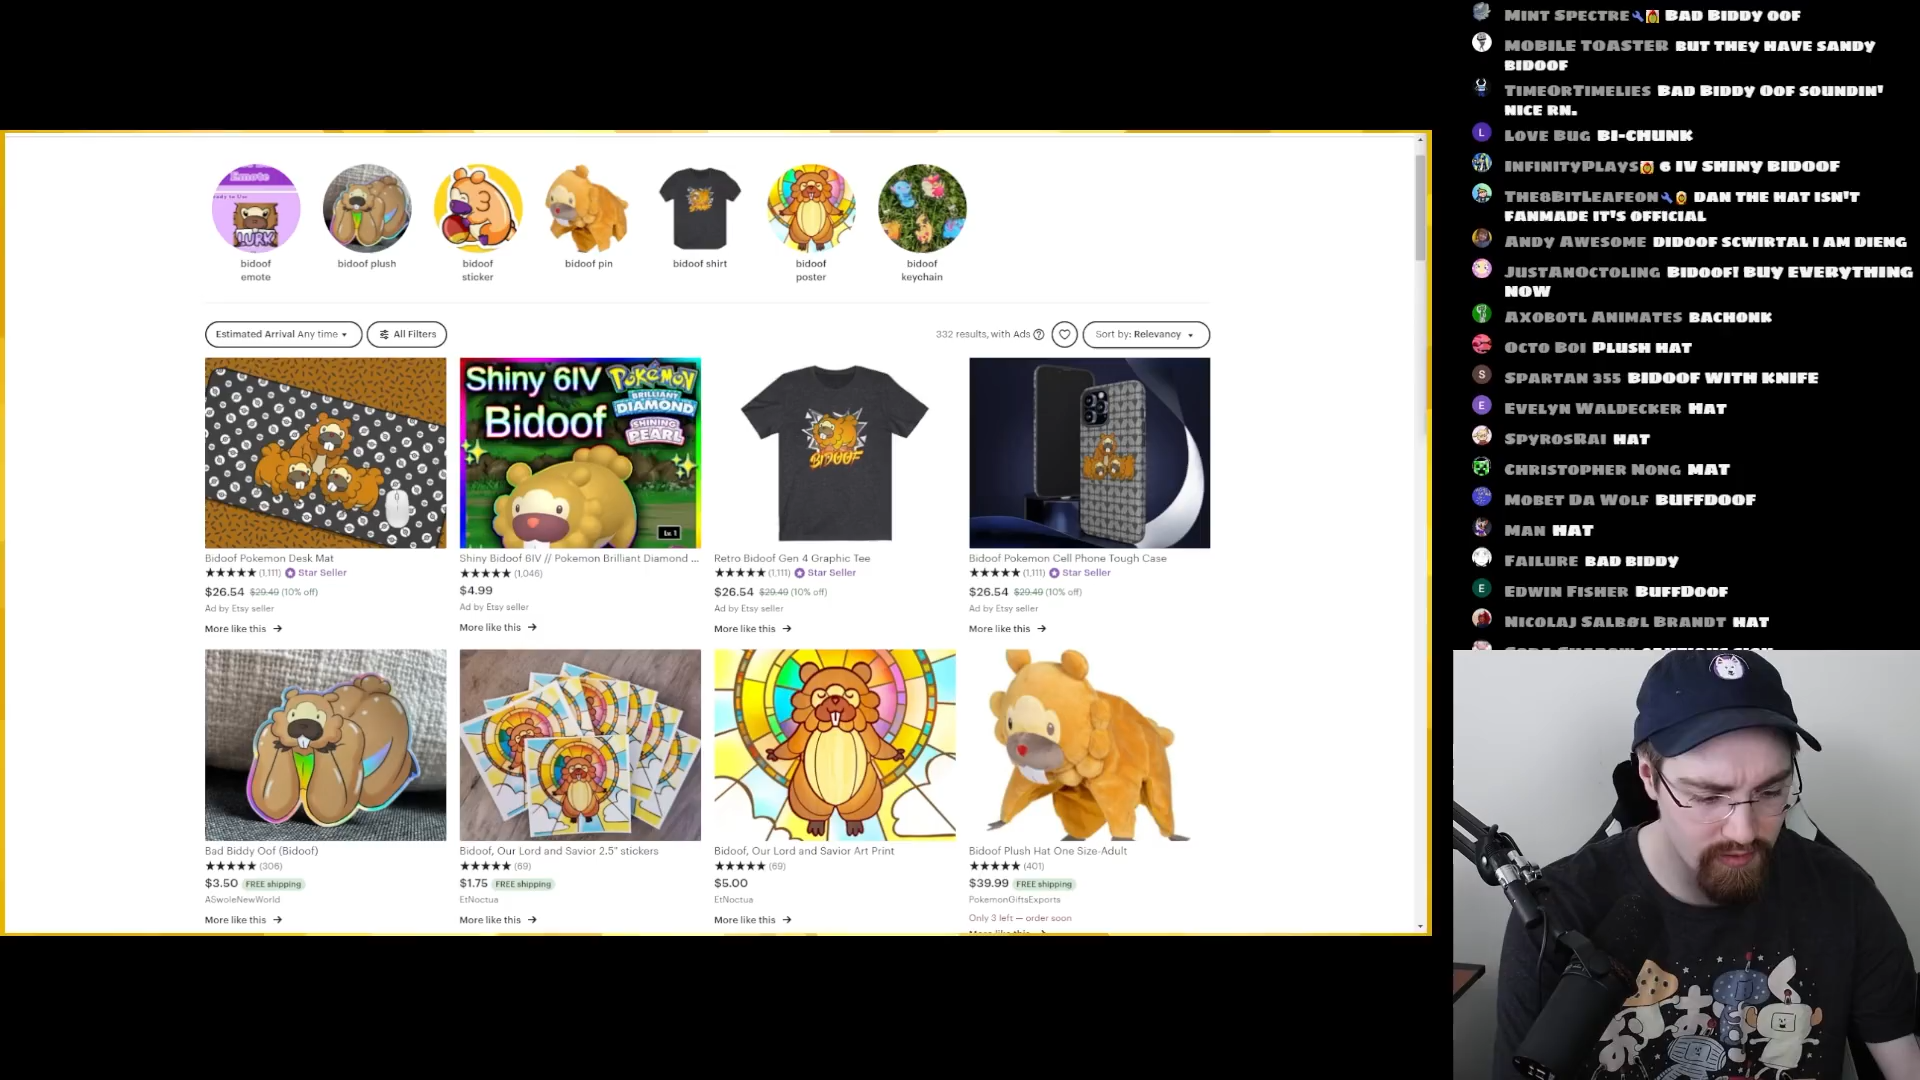 Emote
ready to Use
LURK
bidoof
emote
bidoof plush
bidoof
sticker
bidoof pin
bidoof shirt
bidoof
poster
bidoof
keychain
Estimated Arrival Any time
All Filters
332 results, with Ads
Sort by: Relevancy
Shiny 6IV
Bidoof
POKÉMON
BRILLIANT
DIAMOND
SHINING
PEARL
Lv. 1
BIDOOF
Bidoof Pokemon Desk Mat
★★★★★ (1,111) Star Seller
$26.54 $29.49 (10% off)
Ad by Etsy seller
More like this →
Shiny Bidoof 6IV // Pokemon Brilliant Diamond ...
★★★★★ (1,046)
$4.99
Ad by Etsy seller
More like this →
Retro Bidoof Gen 4 Graphic Tee
★★★★★ (1,111) Star Seller
$26.54 $29.49 (10% off)
Ad by Etsy seller
More like this →
Bidoof Pokemon Cell Phone Tough Case
★★★★★ (1,111) Star Seller
$26.54 $29.49 (10% off)
Ad by Etsy seller
More like this →
Bad Biddy Oof (Bidoof)
★★★★★ (306)
$3.50 FREE shipping
ASwoleNewWorld
More like this →
Bidoof, Our Lord and Savior 2.5" stickers
★★★★★ (69)
$1.75 FREE shipping
EtNoctua
More like this →
Bidoof, Our Lord and Savior Art Print
★★★★★ (69)
$5.00
EtNoctua
More like this →
Bidoof Plush Hat One Size-Adult
★★★★★ (401)
$39.99 FREE shipping
PokemonGiftsExports
Only 3 left — order soon
More like this
MINT SPECTRE BAD BIDDY OOF
MOBILE TOASTER BUT THEY HAVE SANDY
BIDOOF
TIMEORTIMELIES BAD BIDDY OOF SOUNDIN'
NICE RN.
LOVE BUG BI-CHUNK
INFINITYPLAYS 6 IV SHINY BIDOOF
THE8BITLEAFEON DAN THE HAT ISN'T
FANMADE IT'S OFFICIAL
ANDY AWESOME DIDOOF SCWIRTAL I AM DIENG
JUSTANOCTOLING BIDOOF! BUY EVERYTHING
NOW
AXOBOTL ANIMATES BACHONK
OCTO BOI PLUSH HAT
SPARTAN 355 BIDOOF WITH KNIFE
EVELYN WALDECKER HAT
SPYROSRAI HAT
CHRISTOPHER NONG MAT
MOBET DA WOLF BUFFDOOF
MAN HAT
FAILURE BAD BIDDY
EDWIN FISHER BUFFDOOF
NICOLAJ SALBØL BRANDT HAT